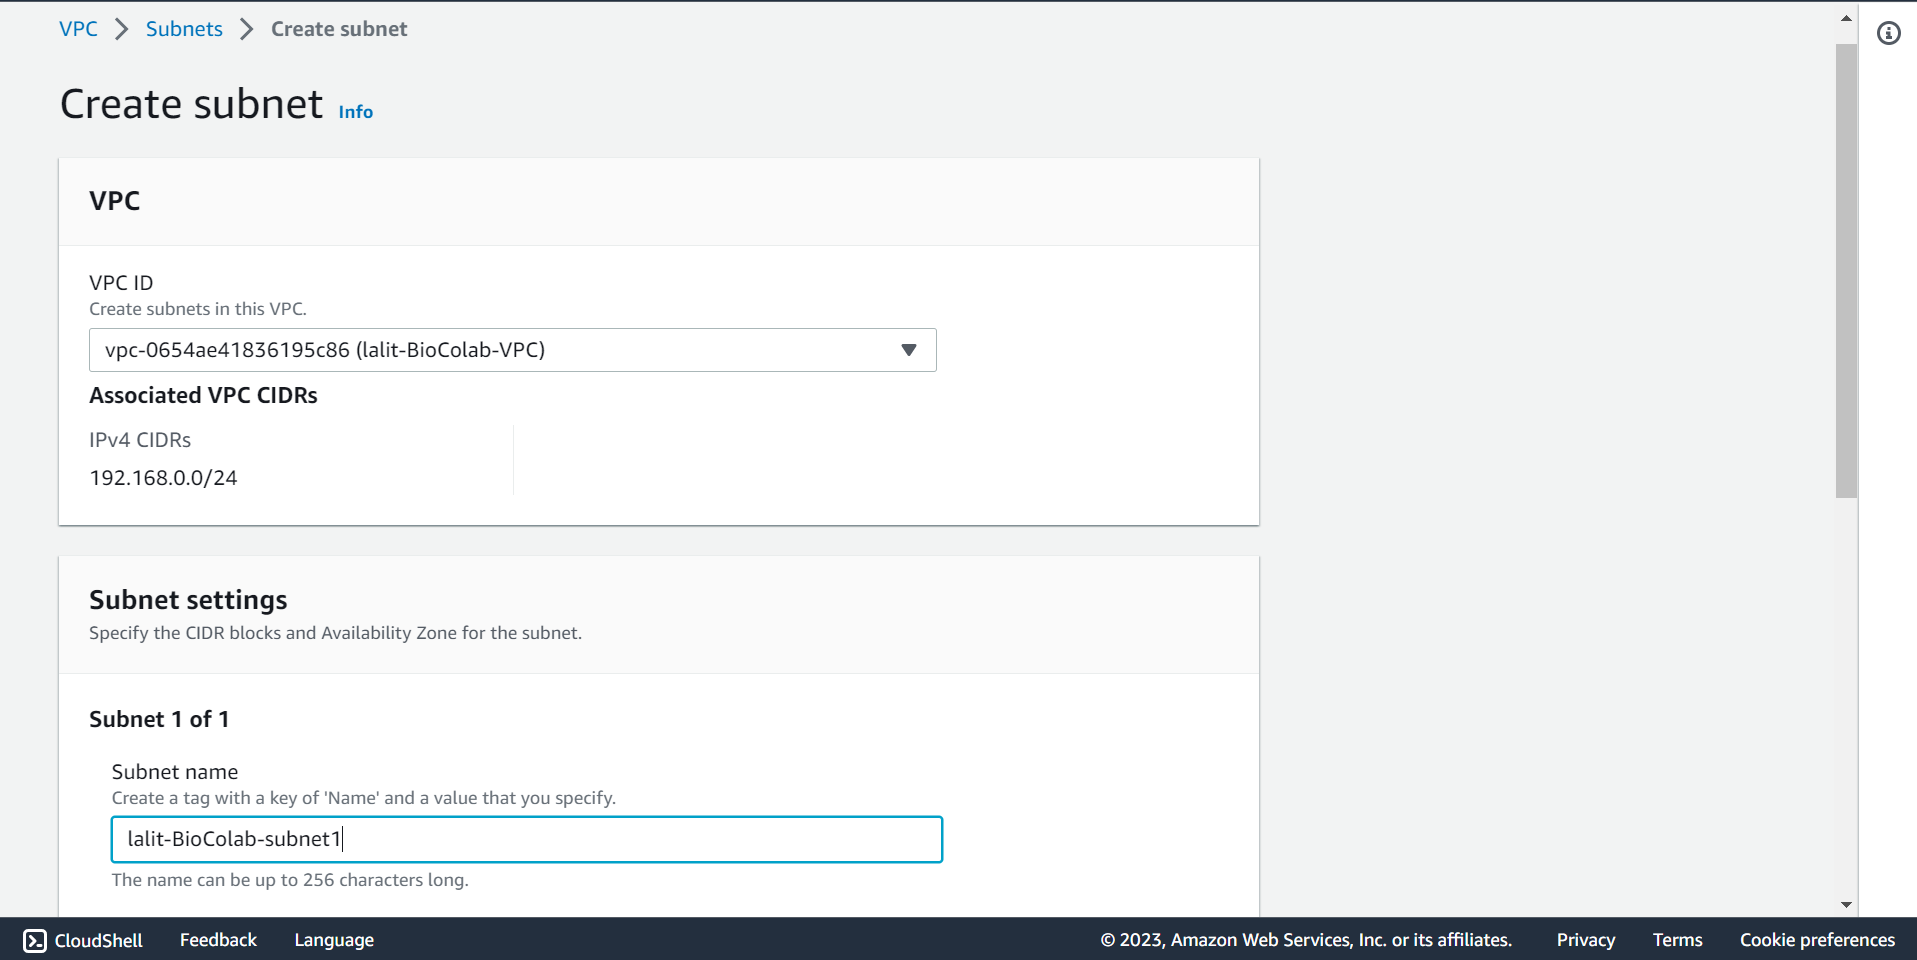 VPC > Subnets > Create subnet
Create subnet Info
VPC
VPC ID
Create subnets in this VPC.
vpc-0654ae41836195c86 (lalit-BioColab-VPC)
Associated VPC CIDRs
IPv4 CIDRs
192.168.0.0/24
Subnet settings
Specify the CIDR blocks and Availability Zone for the subnet.
Subnet 1 of 1
Subnet name
Create a tag with a key of 'Name' and a value that you specify.
lalit-BioColab-subnet1
The name can be up to 256 characters long.
CloudShell Feedback Language © 2023, Amazon Web Services, Inc. or its affiliates. Privacy Terms Cookie preferences